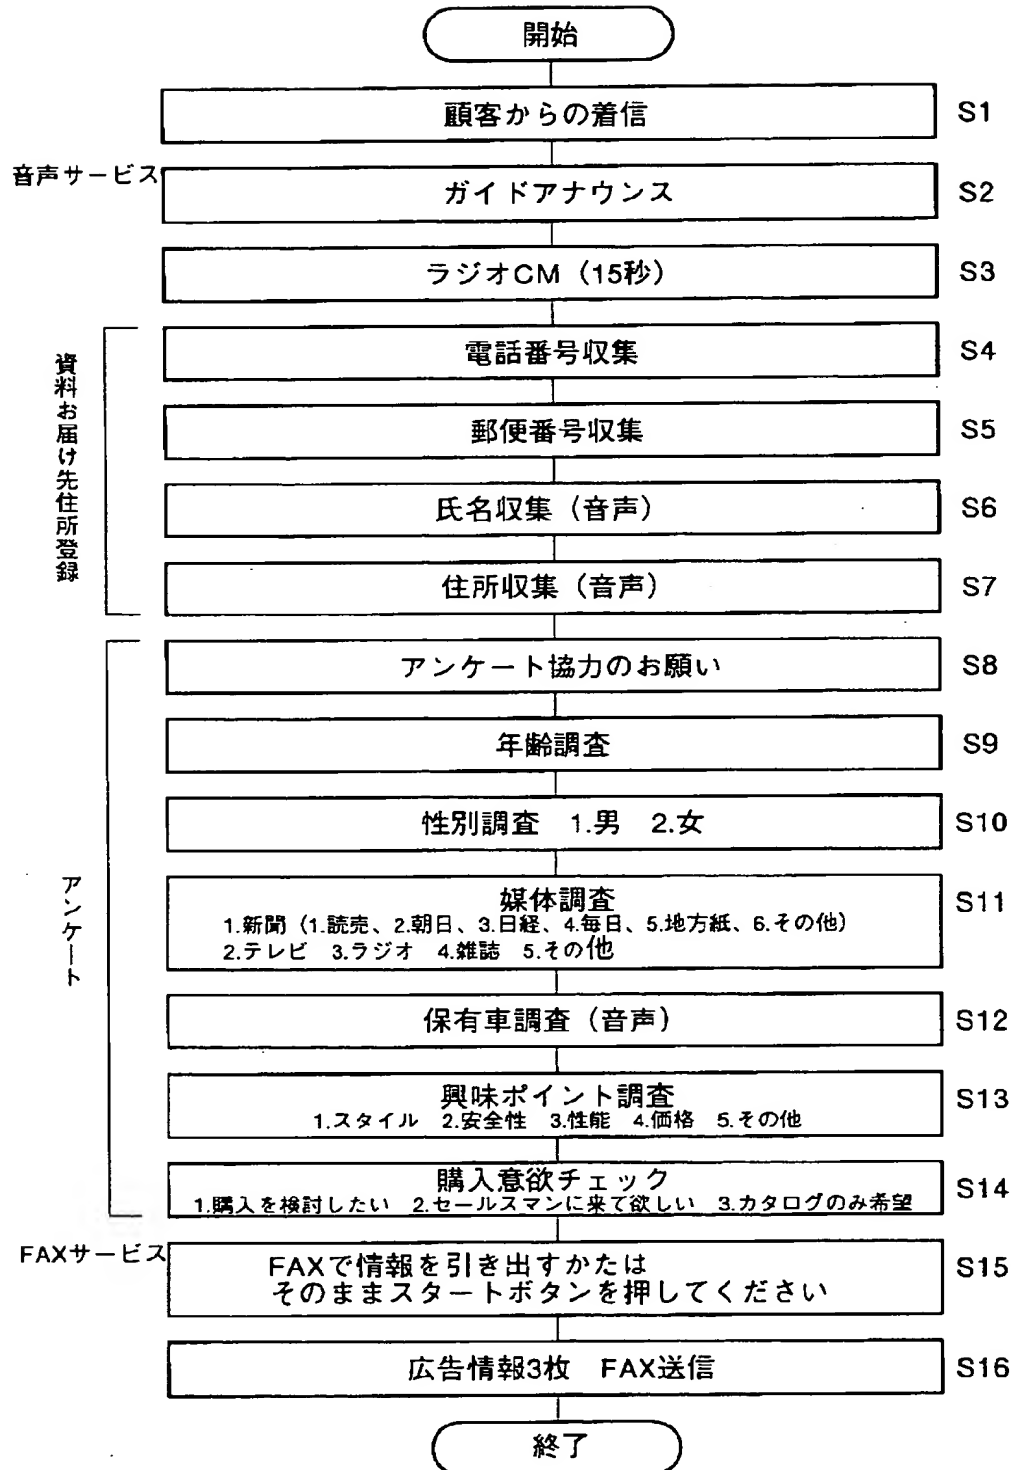 開始
顧客からの着信 S1
音声サービス
ガイドアナウンス S2
ラジオCM（15秒） S3
資料お届け先住所登録
電話番号収集 S4
郵便番号収集 S5
氏名収集（音声） S6
住所収集（音声） S7
アンケート
アンケート協力のお願い S8
年齢調査 S9
性別調査　1.男　2.女 S10
媒体調査 S11
1.新聞（1.読売、2.朝日、3.日経、4.毎日、5.地方紙、6.その他）
2.テレビ　3.ラジオ　4.雑誌　5.その他
保有車調査（音声） S12
興味ポイント調査 S13
1.スタイル　2.安全性　3.性能　4.価格　5.その他
購入意欲チェック S14
1.購入を検討したい　2.セールスマンに来て欲しい　3.カタログのみ希望
FAXサービス
FAXで情報を引き出すかたは S15
そのままスタートボタンを押してください
広告情報3枚　FAX送信 S16
終了